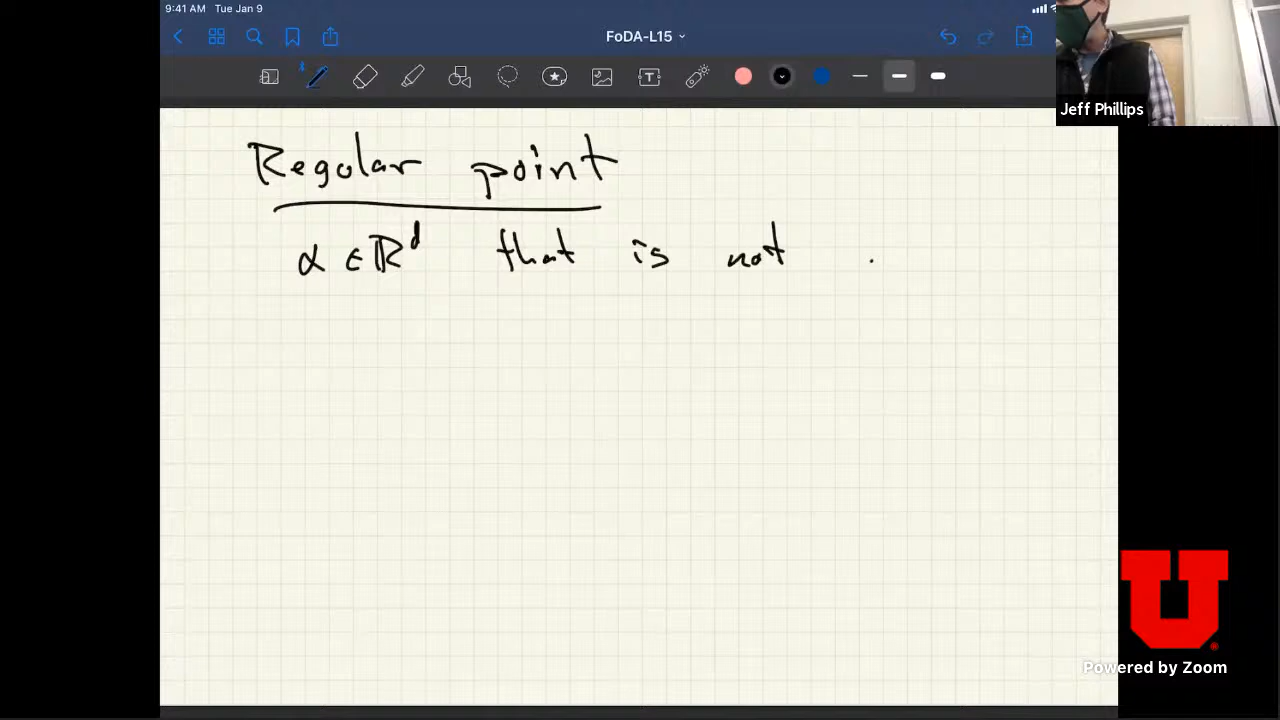 9:41 AM Tue Jan 9
FoDA-L15
T
Jeff Phillips
Regular point
α ∈ ℝᵈ that is not
U
Powered by Zoom